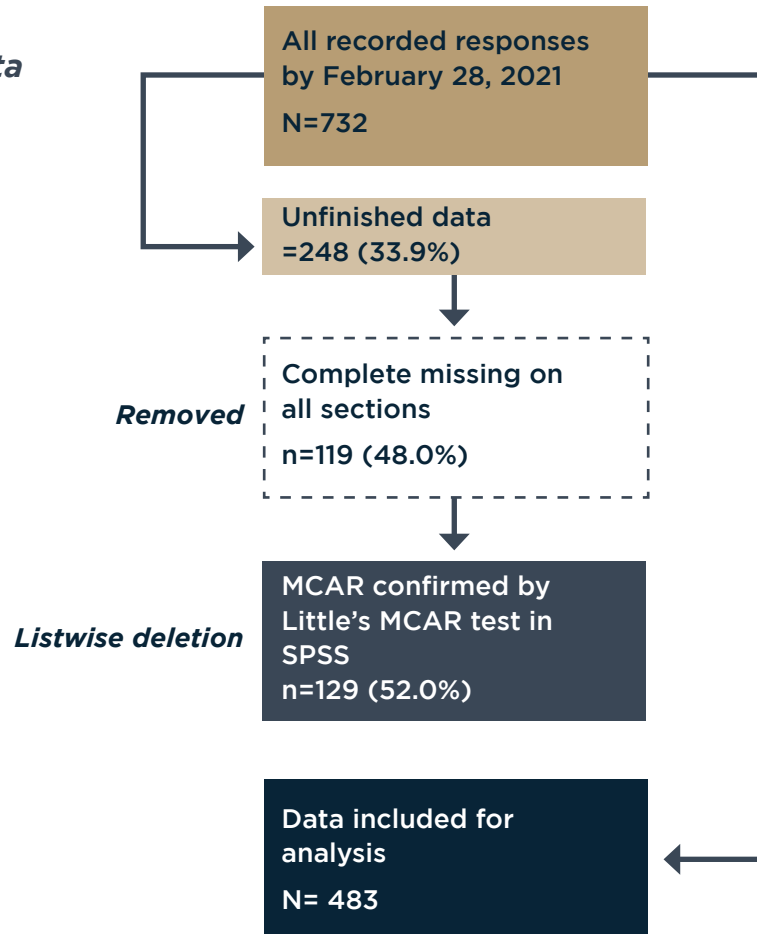 All recorded responses
by February 28, 2021
N=732
Unfinished data
=248 (33.9%)
Removed
Complete missing on
all sections
n=119 (48.0%)
Listwise deletion
MCAR confirmed by
Little’s MCAR test in
SPSS
n=129 (52.0%)
Data included for
analysis
N= 483